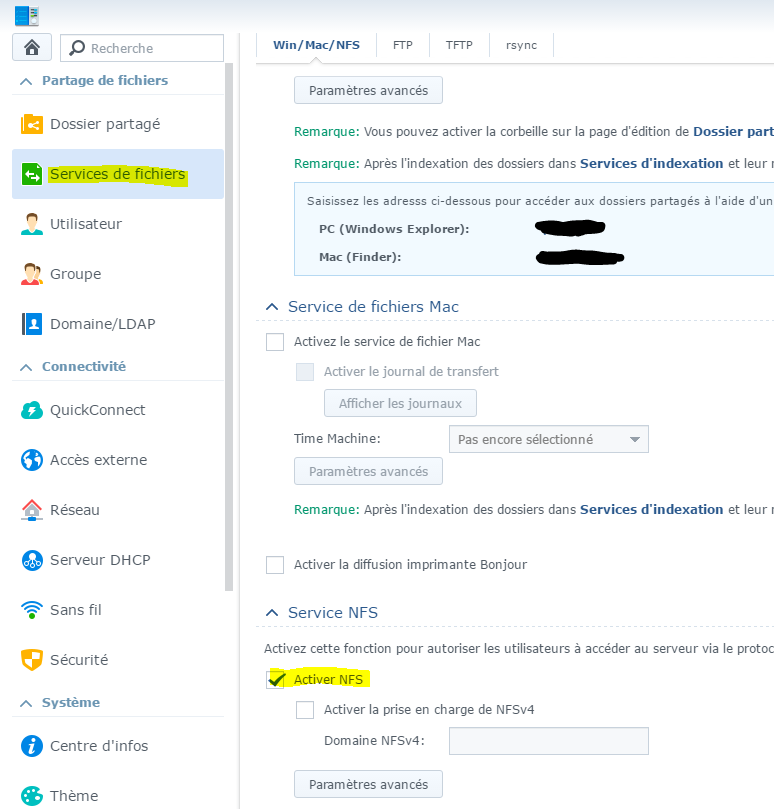 Recherche
Partage de fichiers
Dossier partagé
Services de fichiers
Utilisateur
Groupe
Domaine/LDAP
Connectivité
QuickConnect
Accès externe
Réseau
Serveur DHCP
Sans fil
Sécurité
Système
Centre d'infos
Thème
Win/Mac/NFS FTP TFTP rsync
Paramètres avancés
Remarque: Vous pouvez activer la corbeille sur la page d'édition de Dossier part
Remarque: Après l'indexation des dossiers dans Services d'indexation et leur
Saisissez les adresss ci-dessous pour accéder aux dossiers partagés à l'aide d'un
PC (Windows Explorer):
Mac (Finder):
Service de fichiers Mac
Activez le service de fichier Mac
Activer le journal de transfert
Afficher les journaux
Time Machine: Pas encore sélectionné
Paramètres avancés
Remarque: Après l'indexation des dossiers dans Services d'indexation et leur
Activer la diffusion imprimante Bonjour
Service NFS
Activez cette fonction pour autoriser les utilisateurs à accéder au serveur via le protoc
Activer NFS
Activer la prise en charge de NFSv4
Domaine NFSv4:
Paramètres avancés